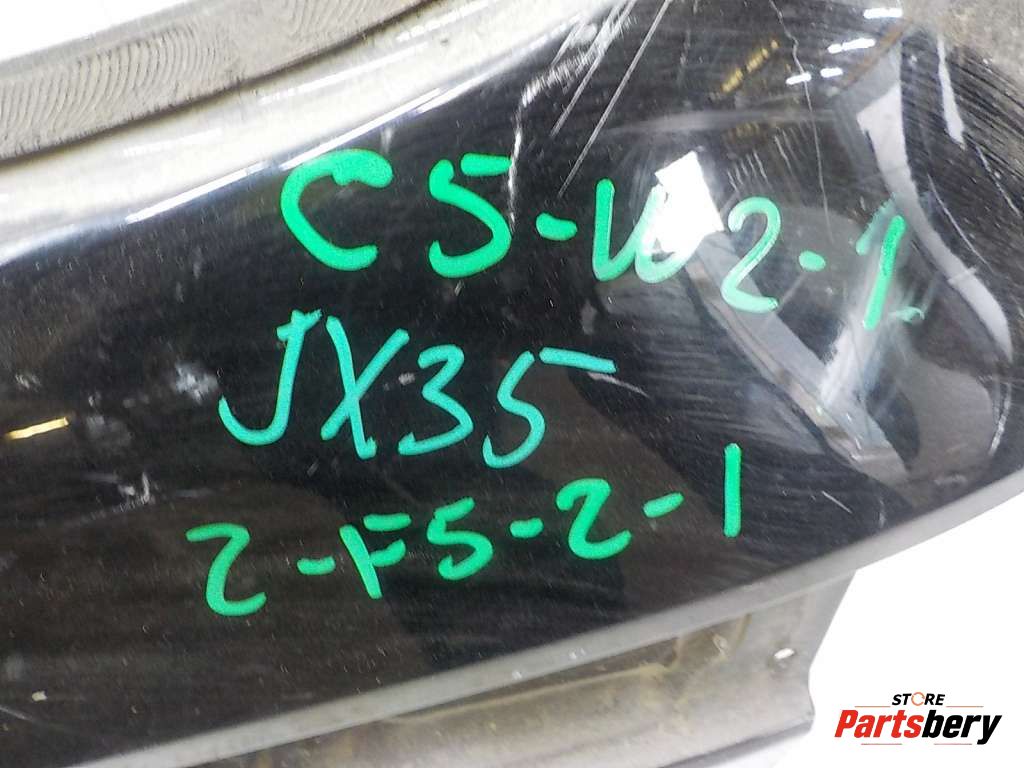 C5-W2-1
JX35
2-F5-2-1
STORE
Partsbery